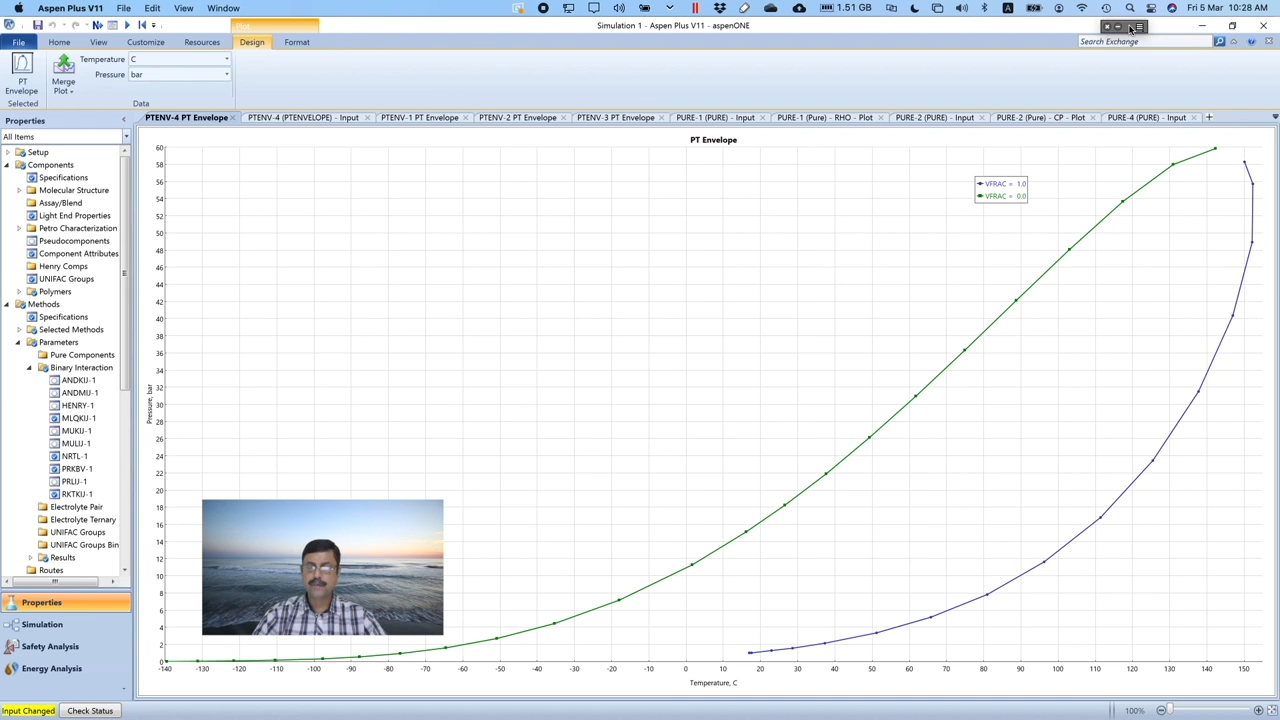 Aspen Plus V11 File Edit View Window 1.51 GB Fri 5 Mar 10:28 AM
Plot Simulation 1 - Aspen Plus V11 - aspenONE
File Home View Customize Resources Design Format Search Exchange
PT Envelope
Merge Plot
Temperature C
Pressure bar
Selected Data
Properties
PTENV-4 PT Envelope PTENV-4 (PTENVELOPE) - Input PTENV-1 PT Envelope PTENV-2 PT Envelope PTENV-3 PT Envelope PURE-1 (PURE) - Input PURE-1 (Pure) - RHO - Plot PURE-2 (PURE) - Input PURE-2 (Pure) - CP - Plot PURE-4 (PURE) - Input
All Items
Setup
Components
Specifications
Molecular Structure
Assay/Blend
Light End Properties
Petro Characterization
Pseudocomponents
Component Attributes
Henry Comps
UNIFAC Groups
Polymers
Methods
Specifications
Selected Methods
Parameters
Pure Components
Binary Interaction
ANDKIJ-1
ANDMIJ-1
HENRY-1
MLQKIJ-1
MUKIJ-1
MULIJ-1
NRTL-1
PRKBV-1
PRLIJ-1
RKTKIJ-1
Electrolyte Pair
Electrolyte Ternary
UNIFAC Groups
UNIFAC Groups Bin
Results
Routes
Properties
Simulation
Safety Analysis
Energy Analysis
PT Envelope
VFRAC = 1.0
VFRAC = 0.0
Pressure, bar
60
58
56
54
52
50
48
46
44
42
40
38
36
34
32
30
28
26
24
22
20
18
16
14
12
10
8
6
4
2
0
-140 -130 -120 -110 -100 -90 -80 -70 -60 -50 -40 -30 -20 -10 0 10 20 30 40 50 60 70 80 90 100 110 120 130 140 150
Temperature, C
Input Changed Check Status 100%